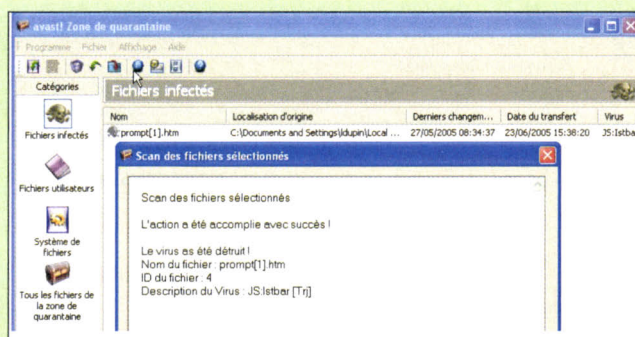 avast! Zone de quarantaine
Programme Fichier Affichage Aide
Catégories
Fichiers infectés
Nom Localisation d'origine Derniers changem... Date du transfert Virus
prompt[1].htm C:\Documents and Settings\ldupin\Local ... 27/05/2005 08:34:37 23/06/2005 15:38:20 JS:Istba
Fichiers infectés
Fichiers utilisateurs
Système de
fichiers
Tous les fichiers de
la zone de
quarantaine
Scan des fichiers sélectionnés
Scan des fichiers sélectionnés
L'action a été accomplie avec succès !
Le virus as été détruit !
Nom du fichier : prompt[1].htm
ID du fichier : 4
Description du Virus : JS:Istbar [Trj]